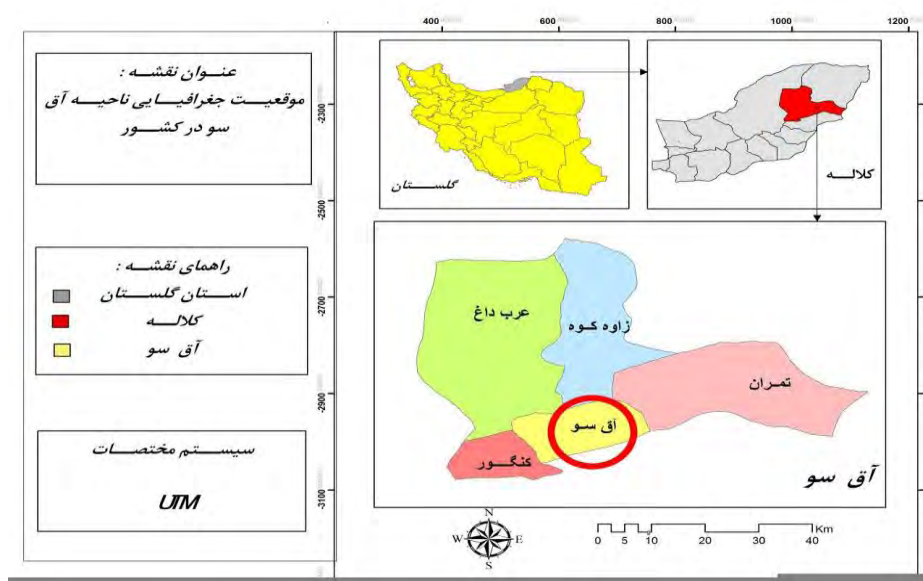 400 600 800 1000 1200
عنوان نقشه :
موقعیت جغرافیایی ناحیه آق
سو در کشور
گلستان
کلاله
-2300
-2500
-2700
-2900
-3100
راهمای نقشه :
استان گلستان
کلاله
آق سو
عرب داغ
زاوه کوه
تمران
آق سو
کنگور
آق سو
سیستم مختصات
UTM
N
W E
S
Km
0 5 10 20 30 40